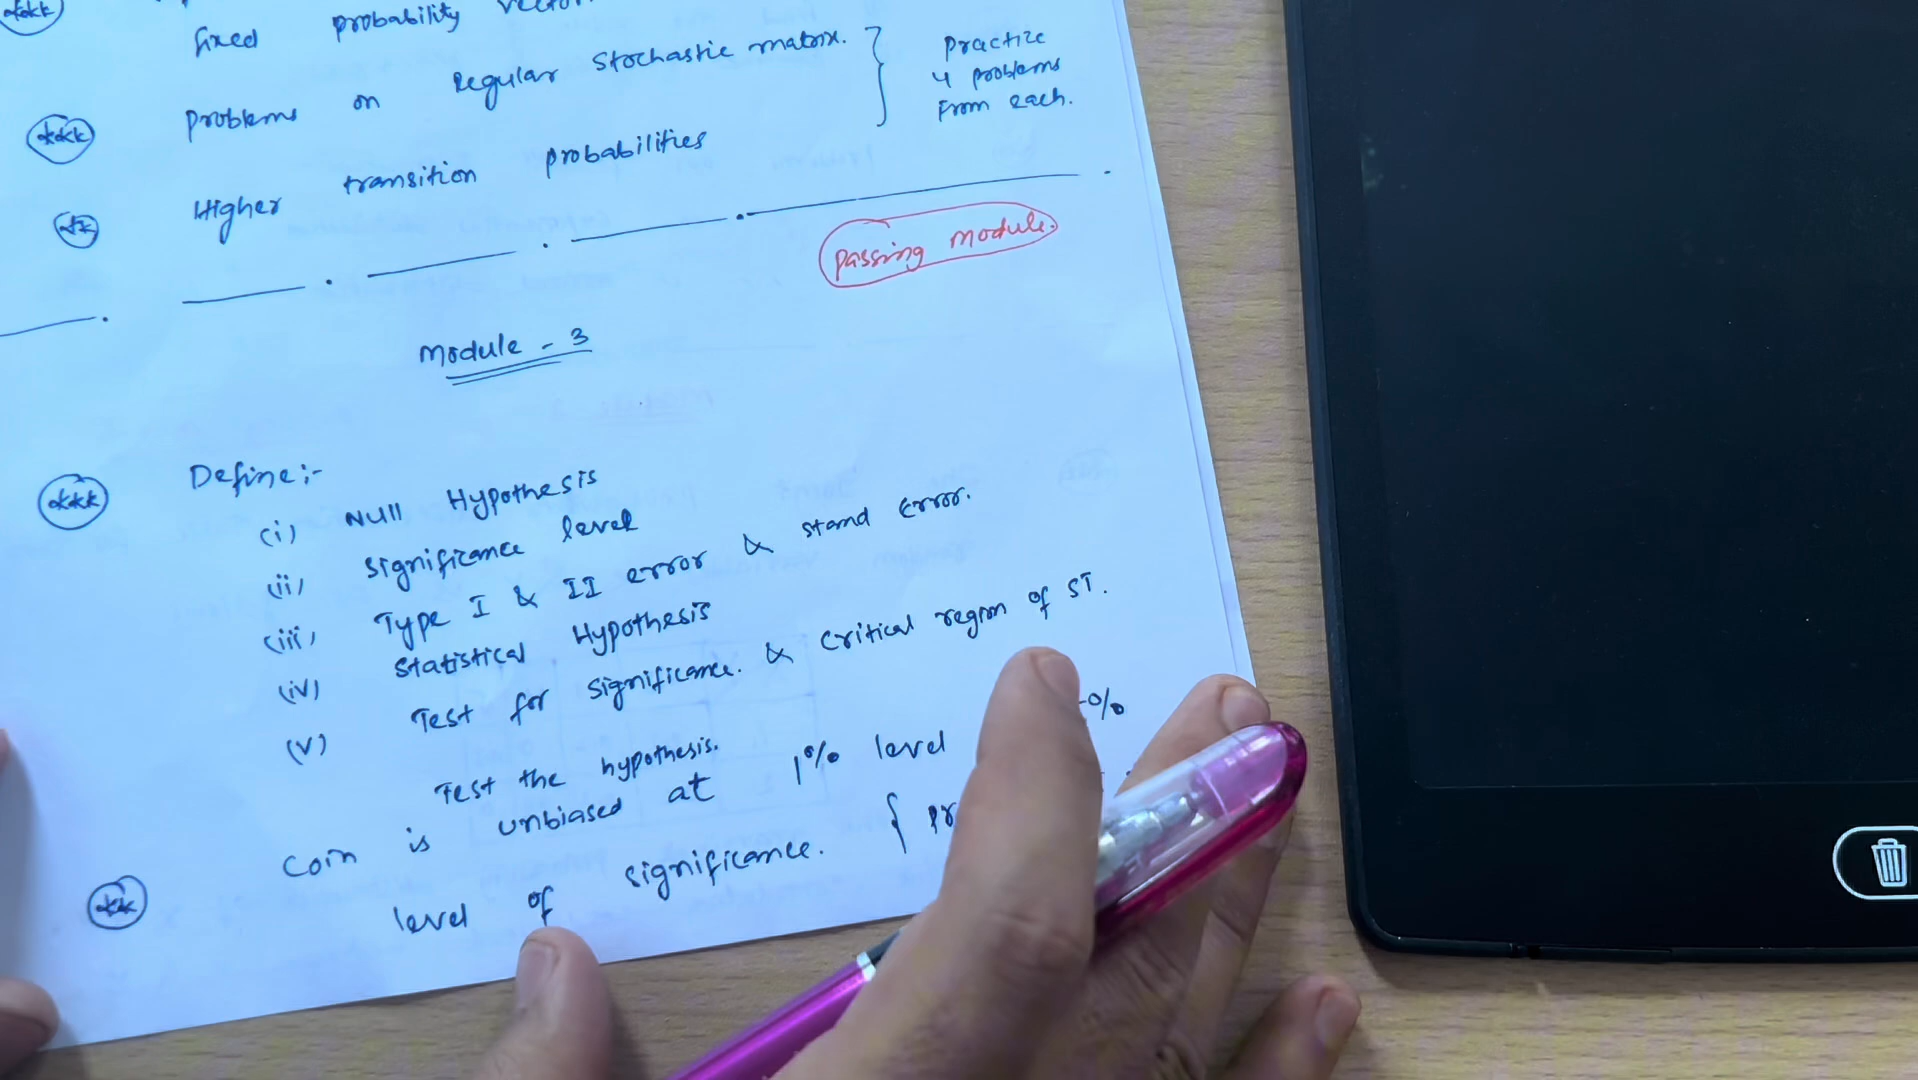 fixed probability vector
Problems on Regular Stochastic matrix.
Higher transition probabilities
Practize
4 problems
From each.
Passing Module.
Module - 3
Define:-
(i) Null Hypothesis
(ii) significance level
(iii) Type I & II error & stand error.
(iv) Statistical Hypothesis
(v) Test for significance. & critical region of ST.
Test the hypothesis.
Coin is unbiased at 1% level %
level of significance. {